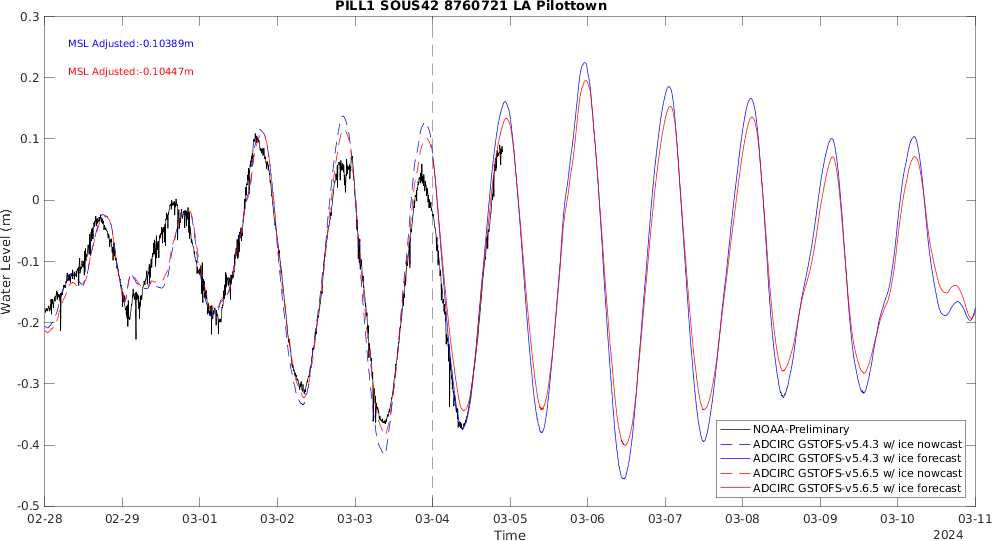 PILL1 SOUS42 8760721 LA Pilottown
MSL Adjusted:-0.10389m
MSL Adjusted:-0.10447m
0.3
0.2
0.1
0
-0.1
-0.2
-0.3
-0.4
-0.5
Water Level (m)
NOAA-Preliminary
ADCIRC GSTOFS-v5.4.3 w/ ice nowcast
ADCIRC GSTOFS-v5.4.3 w/ ice forecast
ADCIRC GSTOFS-v5.6.5 w/ ice nowcast
ADCIRC GSTOFS-v5.6.5 w/ ice forecast
02-28 02-29 03-01 03-02 03-03 03-04 03-05 03-06 03-07 03-08 03-09 03-10 03-11
Time
2024